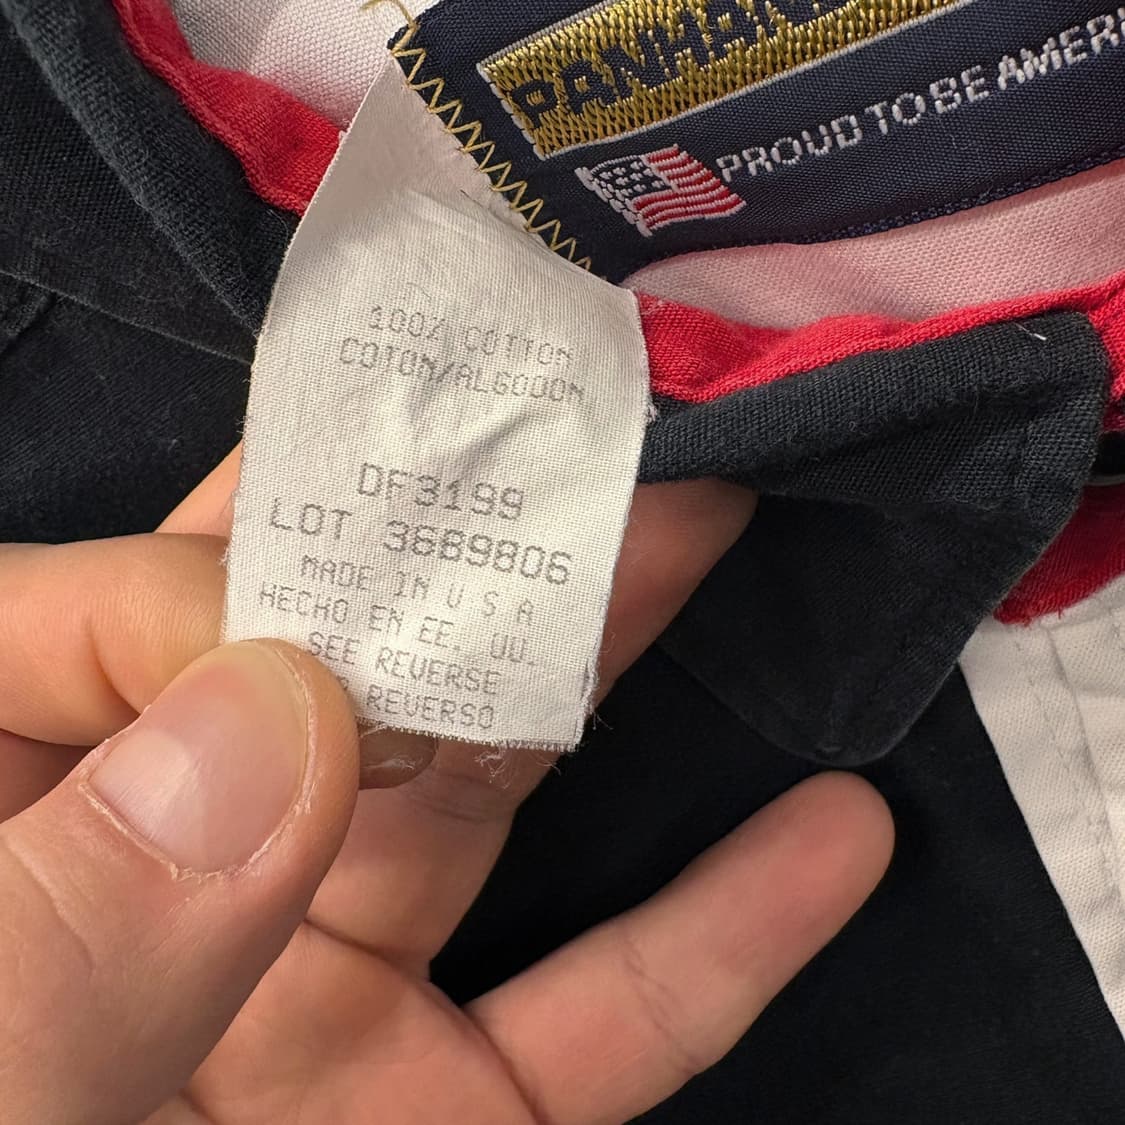 PROUD TO BE
100% COTTON
COTON/ALGODON
DF3199
LOT 3689806
MADE IN U S A
HECHO EN EE. UU.
SEE REVERSE
REVERSO